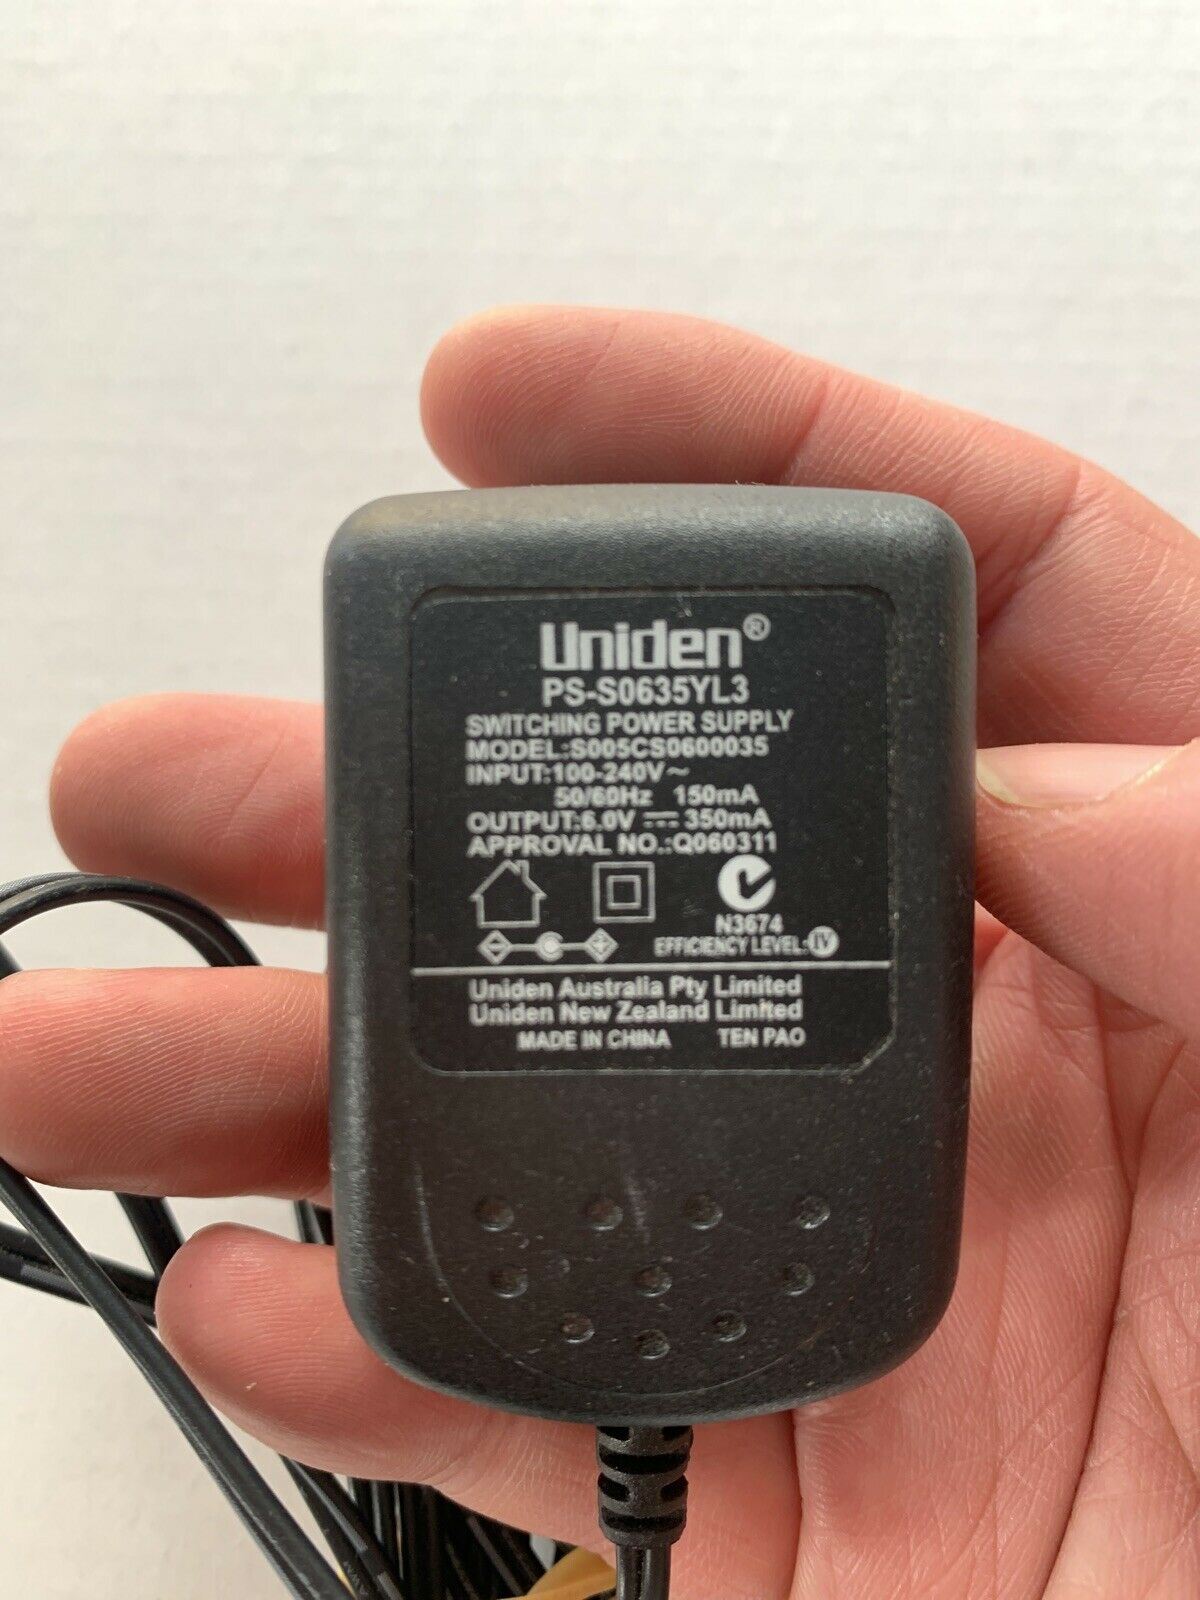 Uniden®
PS-S0635YL3
SWITCHING POWER SUPPLY
MODEL:S005CS0600035
INPUT:100-240V~
50/60Hz 150mA
OUTPUT:6.0V⎓350mA
APPROVAL NO.:Q060311
N3674
EFFICIENCY LEVEL:IV
Uniden Australia Pty Limited
Uniden New Zealand Limited
MADE IN CHINA TEN PAO